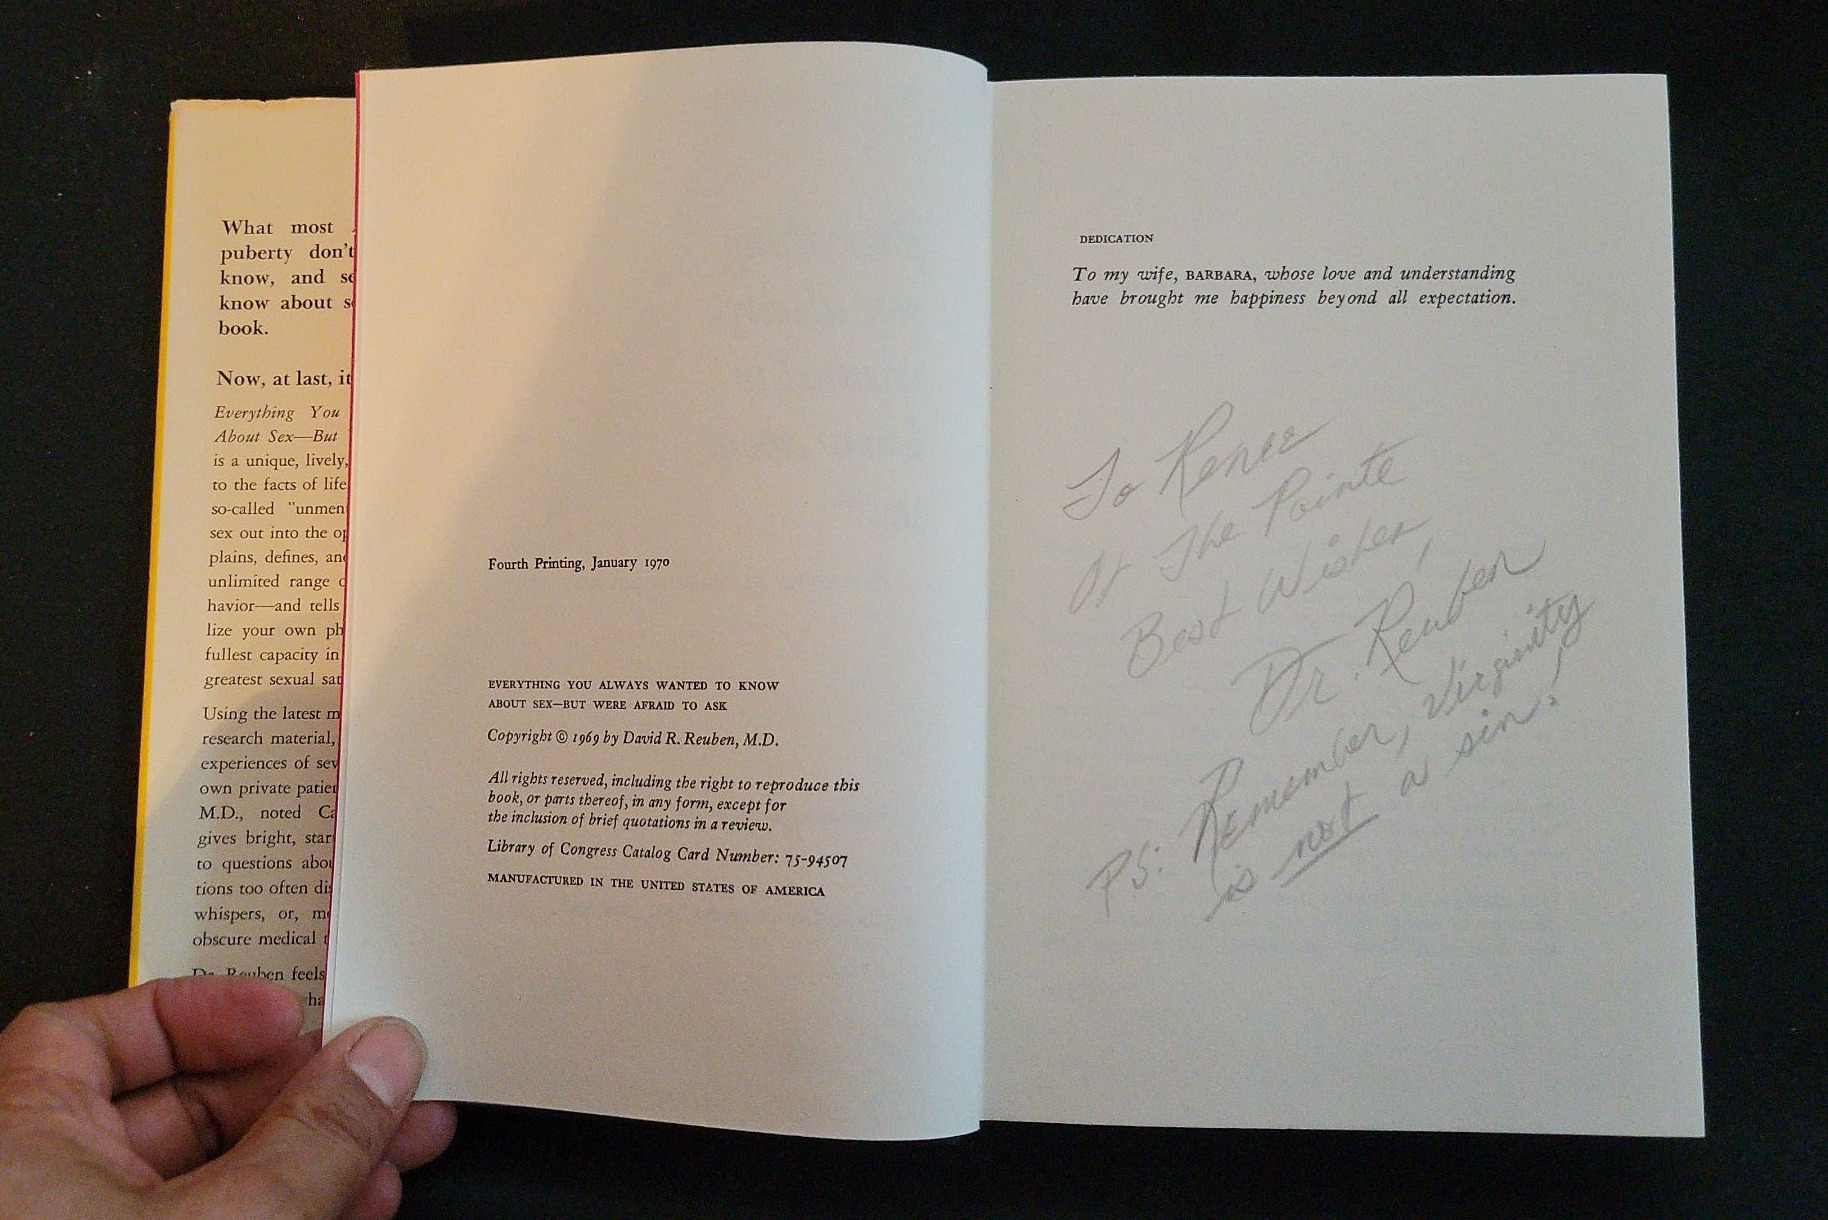 What most
puberty don't
know, and
know about
book.
Now, at last, it
Everything You
About Sex—But
is a unique, lively,
to the facts of life
so-called "unmen
sex out into the op
plains, defines, and
unlimited range
havior—and tells
lize your own ph
fullest capacity in
greatest sexual sat
Using the latest m
research material,
experiences of sev
own private patien
M.D., noted Ca
gives bright, star
to questions abou
tions too often dis
whispers, or, mo
obscure medical t
Dr. Reuben feels
Fourth Printing, January 1970
EVERYTHING YOU ALWAYS WANTED TO KNOW
ABOUT SEX—BUT WERE AFRAID TO ASK
Copyright © 1969 by David R. Reuben, M.D.
All rights reserved, including the right to reproduce this
book, or parts thereof, in any form, except for
the inclusion of brief quotations in a review.
Library of Congress Catalog Card Number: 75-94507
MANUFACTURED IN THE UNITED STATES OF AMERICA
DEDICATION
To my wife, BARBARA, whose love and understanding
have brought me happiness beyond all expectation.
To Renee
At The Pointe
Best Wishes,
Dr. Reuben
P.S: Remember, Virginity
is not a sin!